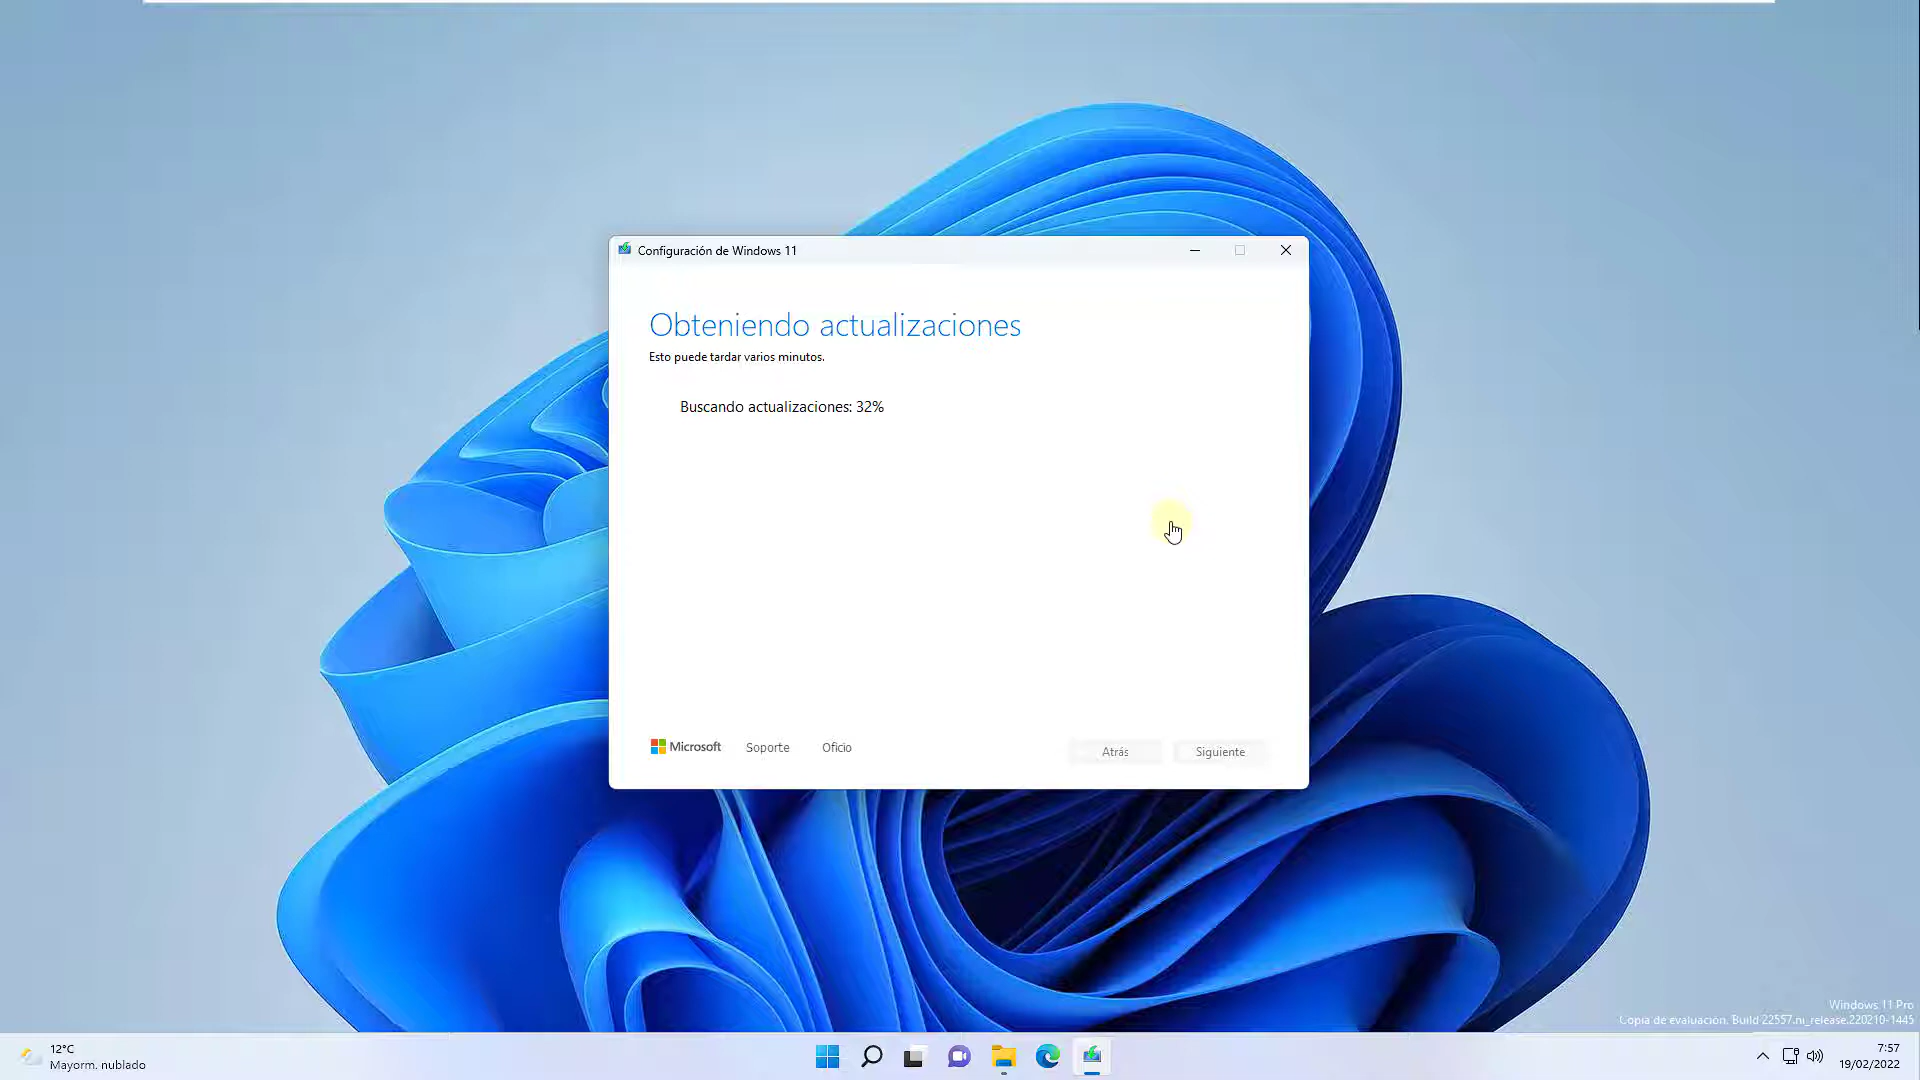 Configuración de Windows 11
Obteniendo actualizaciones
Esto puede tardar varios minutos.
Buscando actualizaciones: 32%
Microsoft
Soporte
Oficio
Atrás
Siguiente
Windows 11 Pro
Copia de evaluación. Build 22557.ni_release.220210-1445
12°C
Mayorm. nublado
7:57
19/02/2022